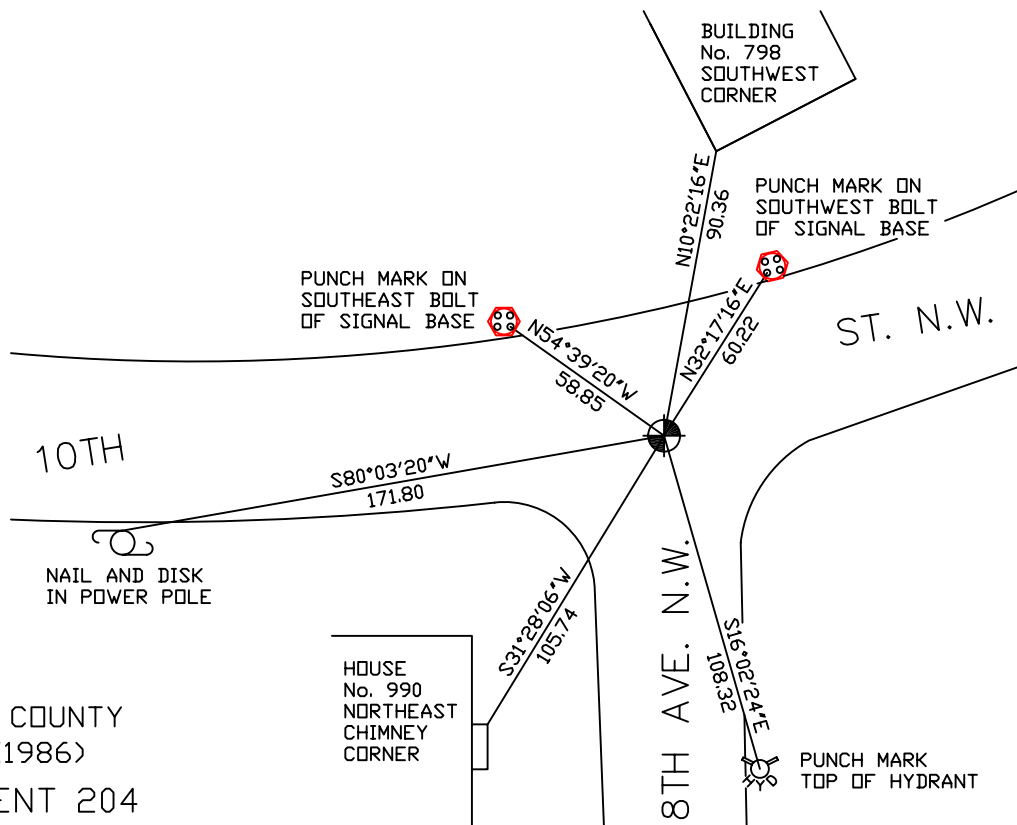 BUILDING
No. 798
SOUTHWEST
CORNER
N10°22'16"E
90.36
PUNCH MARK ON
SOUTHWEST BOLT
OF SIGNAL BASE
PUNCH MARK ON
SOUTHEAST BOLT
OF SIGNAL BASE
N54°39'20"W
58.85
N32°17'16"E
60.22
ST. N.W.
10TH
S80°03'20"W
171.80
NAIL AND DISK
IN POWER POLE
S31°28'06"W
105.74
8TH AVE. N.W.
S16°02'24"E
108.32
HOUSE
No. 990
NORTHEAST
CHIMNEY
CORNER
COUNTY
1986)
ENT 204
HYD
PUNCH MARK
TOP OF HYDRANT